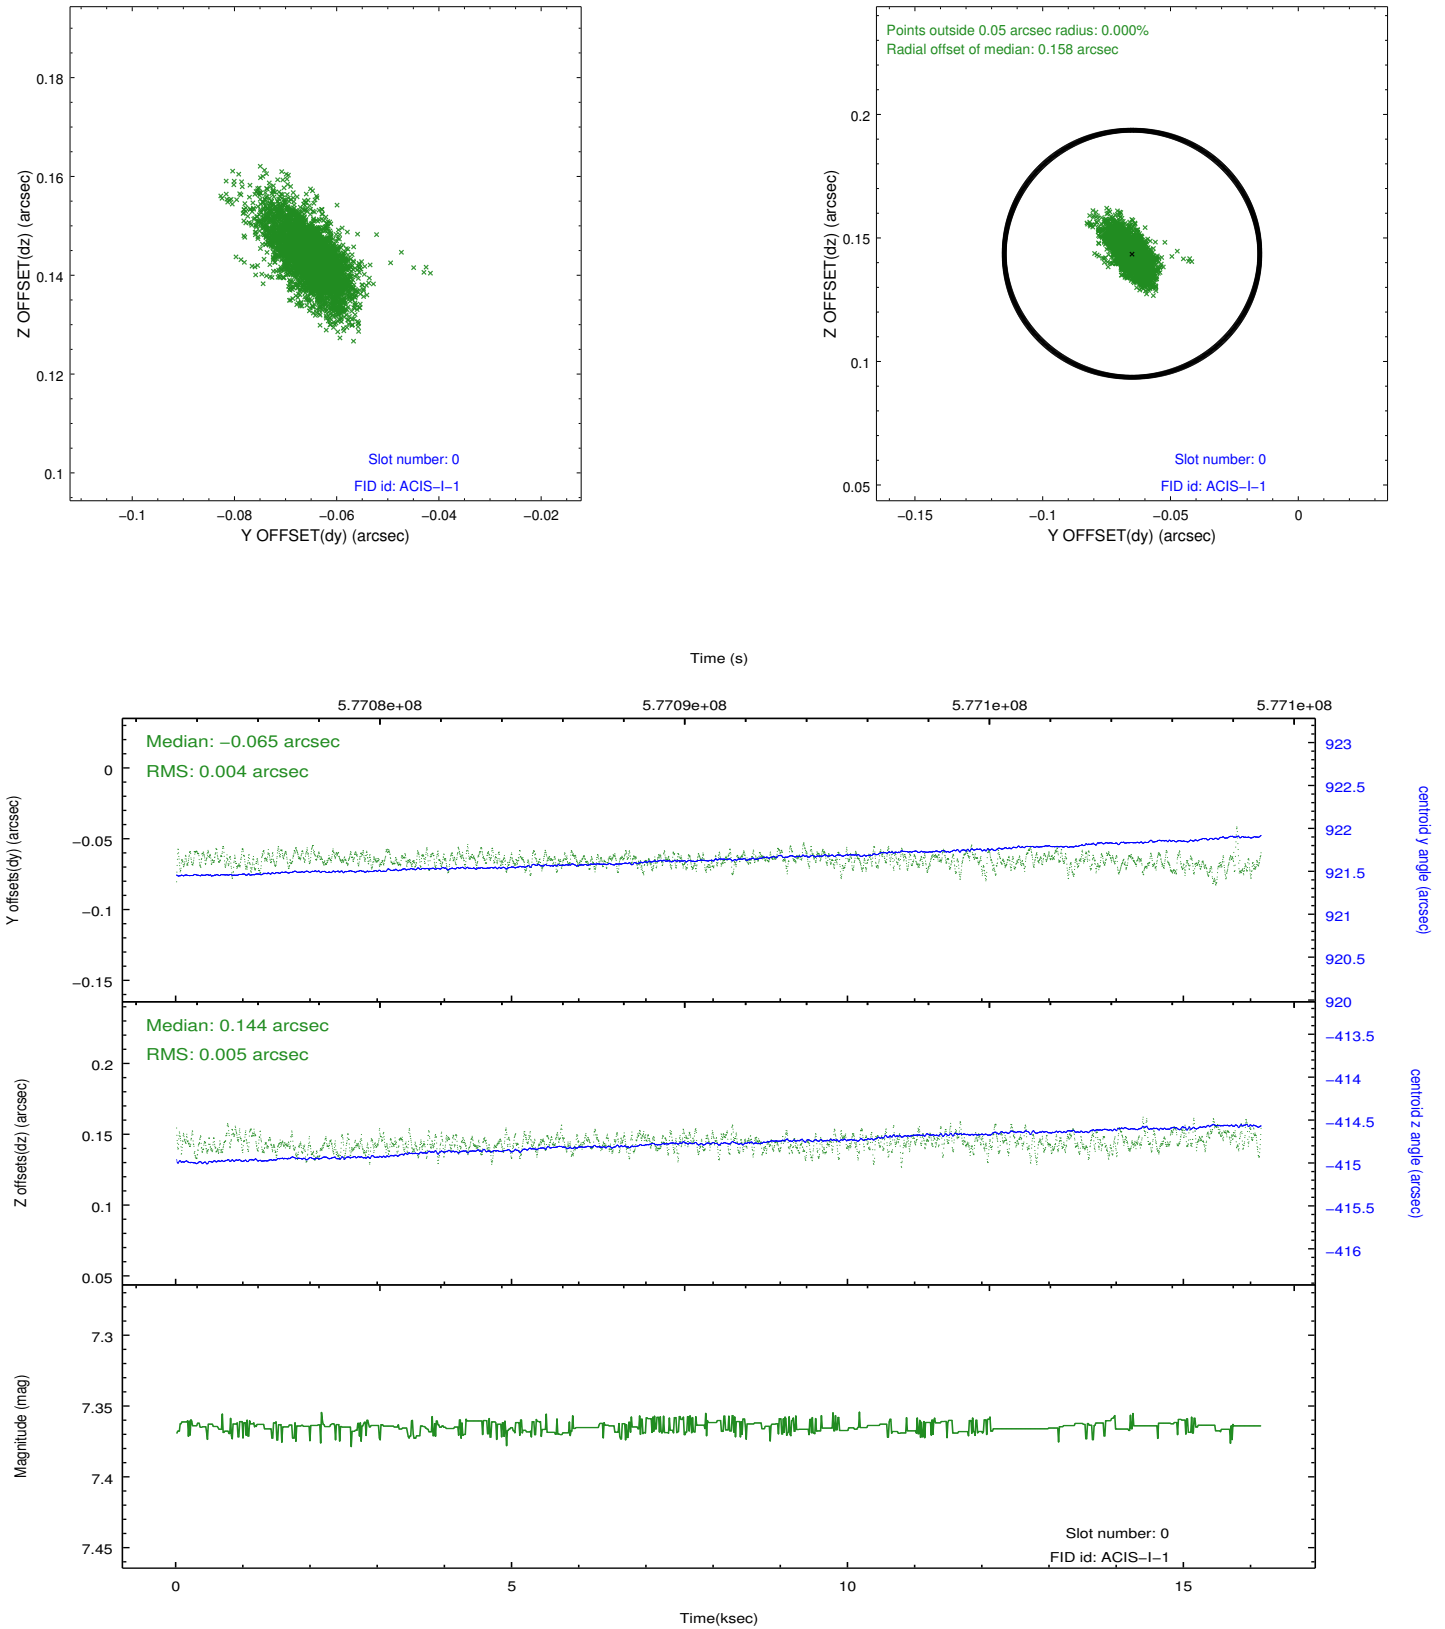 0.18
0.16
0.14
0.12
0.1
Z OFFSET(dz) (arcsec)
Slot number: 0
FID id: ACIS−I−1
−0.1
−0.08
−0.06
−0.04
−0.02
Y OFFSET(dy) (arcsec)
Points outside 0.05 arcsec radius: 0.000%
Radial offset of median: 0.158 arcsec
0.2
0.15
0.1
0.05
Z OFFSET(dz) (arcsec)
Slot number: 0
FID id: ACIS−I−1
−0.15
−0.1
−0.05
0
Y OFFSET(dy) (arcsec)
Time (s)
5.7708e+08
5.7709e+08
5.771e+08
5.771e+08
Median: −0.065 arcsec
RMS: 0.004 arcsec
0
−0.05
−0.1
−0.15
Y offsets(dy) (arcsec)
923
922.5
922
921.5
921
920.5
920
centroid y angle (arcsec)
Median: 0.144 arcsec
RMS: 0.005 arcsec
0.2
0.15
0.1
0.05
Z offsets(dz) (arcsec)
−413.5
−414
−414.5
−415
−415.5
−416
centroid z angle (arcsec)
7.3
7.35
7.4
7.45
Magnitude (mag)
Slot number: 0
FID id: ACIS−I−1
0
5
10
15
Time(ksec)